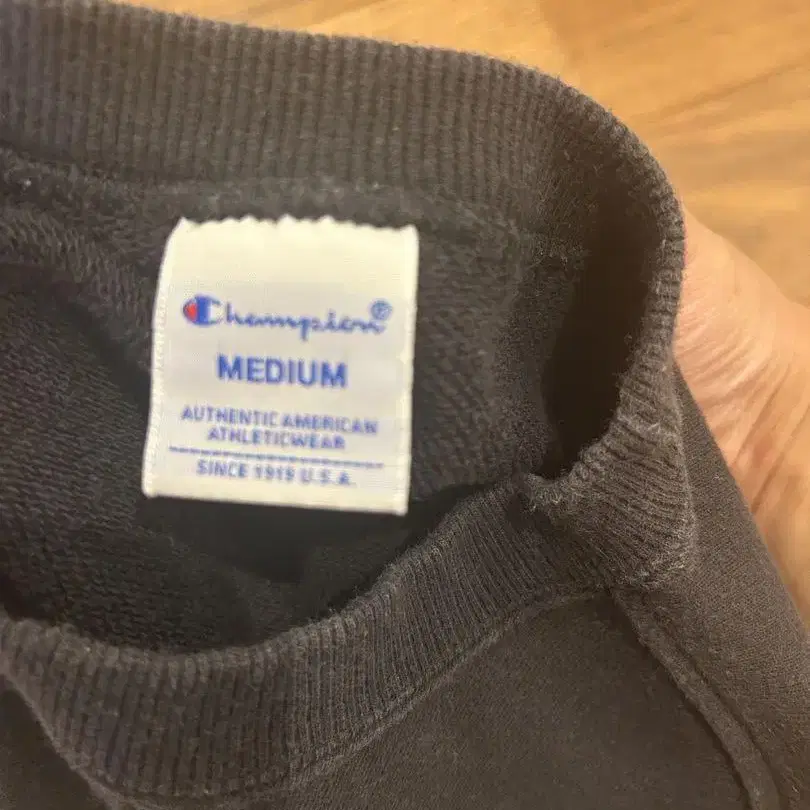 Champion®
MEDIUM
AUTHENTIC AMERICAN
ATHLETICWEAR
SINCE 1919 U.S.A.